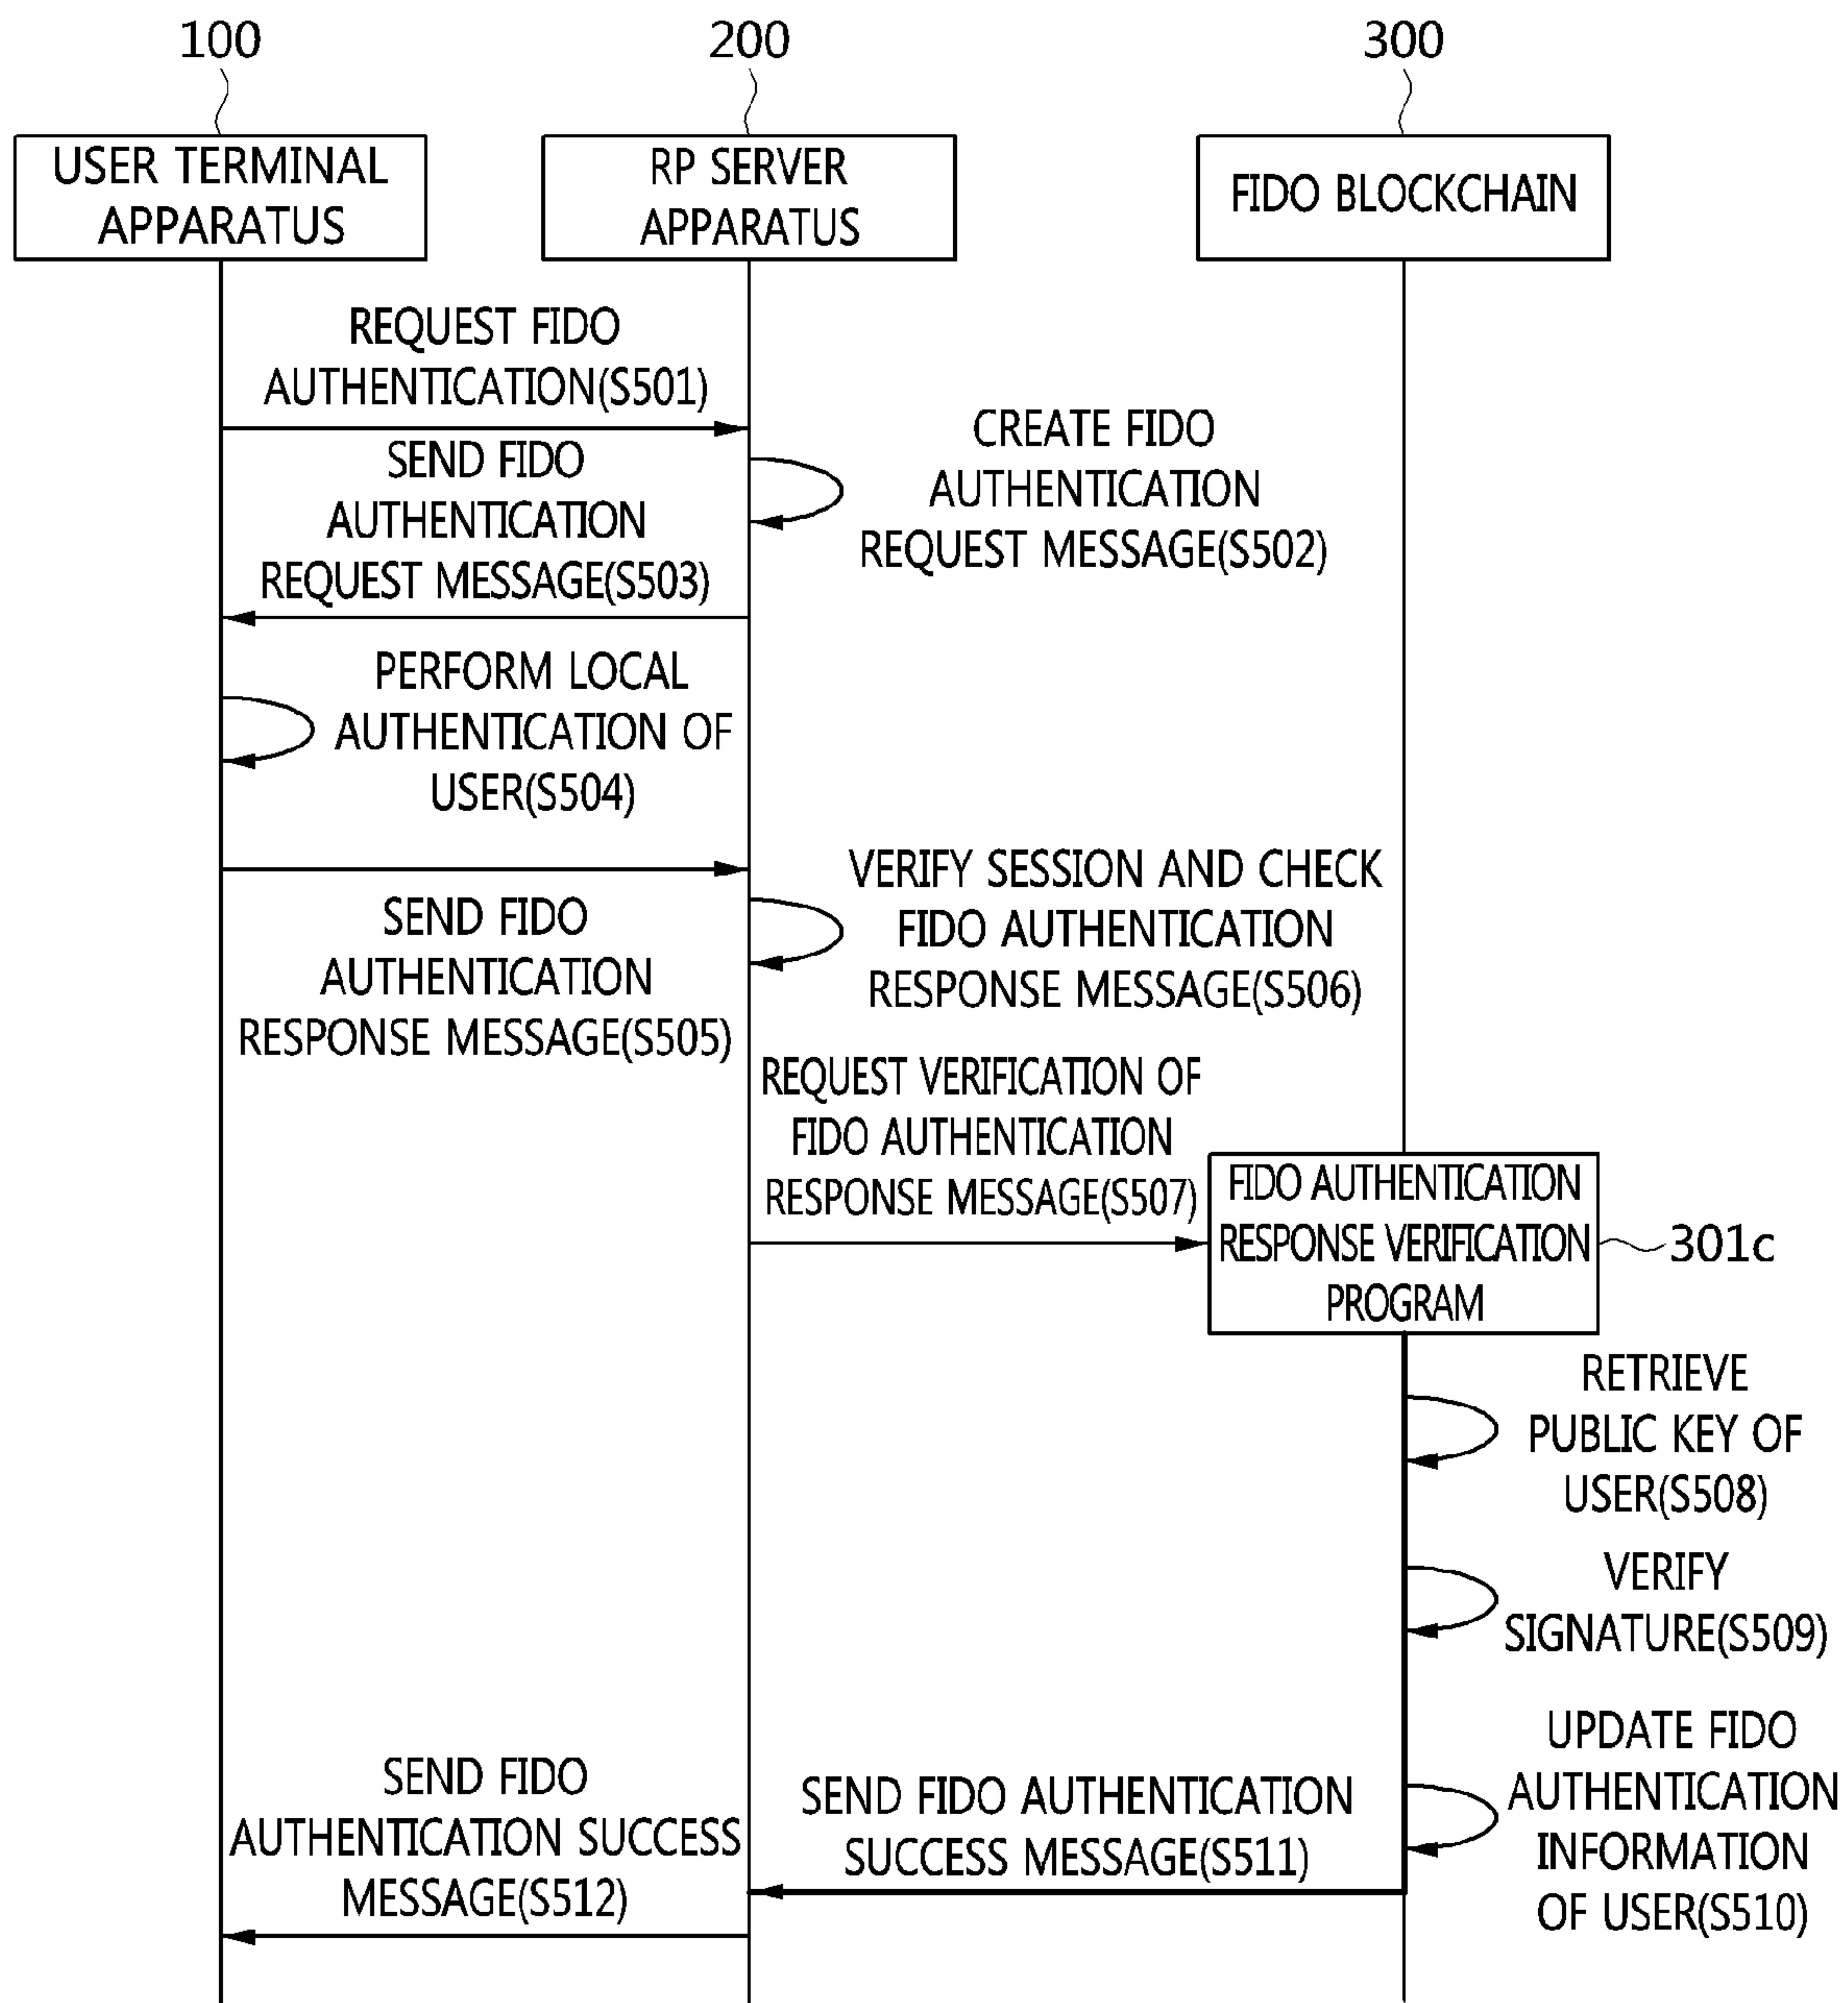 100
200
300
USER TERMINAL
APPARATUS
RP SERVER
APPARATUS
FIDO BLOCKCHAIN
REQUEST FIDO
AUTHENTICATION(S501)
CREATE FIDO
AUTHENTICATION
REQUEST MESSAGE(S502)
SEND FIDO
AUTHENTICATION
REQUEST MESSAGE(S503)
PERFORM LOCAL
AUTHENTICATION OF
USER(S504)
SEND FIDO
AUTHENTICATION
RESPONSE MESSAGE(S505)
VERIFY SESSION AND CHECK
FIDO AUTHENTICATION
RESPONSE MESSAGE(S506)
REQUEST VERIFICATION OF
FIDO AUTHENTICATION
RESPONSE MESSAGE(S507)
FIDO AUTHENTICATION
RESPONSE VERIFICATION
PROGRAM
301c
RETRIEVE
PUBLIC KEY OF
USER(S508)
VERIFY
SIGNATURE(S509)
UPDATE FIDO
AUTHENTICATION
INFORMATION
OF USER(S510)
SEND FIDO AUTHENTICATION
SUCCESS MESSAGE(S511)
SEND FIDO
AUTHENTICATION SUCCESS
MESSAGE(S512)